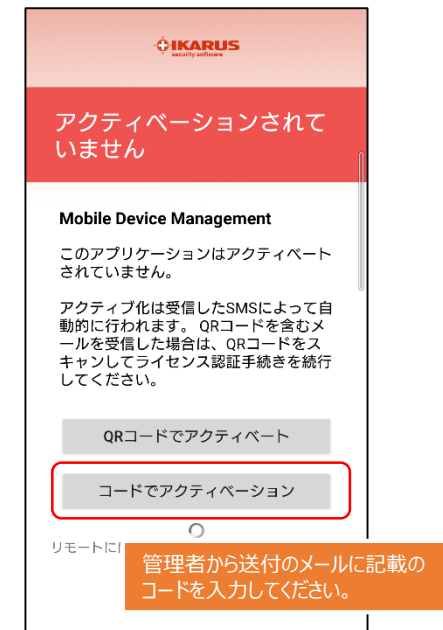 IKARUS
security software
アクティベーションされて
いません
Mobile Device Management
このアプリケーションはアクティベート
されていません。
アクティブ化は受信したSMSによって自
動的に行われます。 QRコードを含むメ
ールを受信した場合は、QRコードをス
キャンしてライセンス認証手続きを続行
してください。
QRコードでアクティベート
コードでアクティベーション
リモートに
管理者から送付のメールに記載の
コードを入力してください。